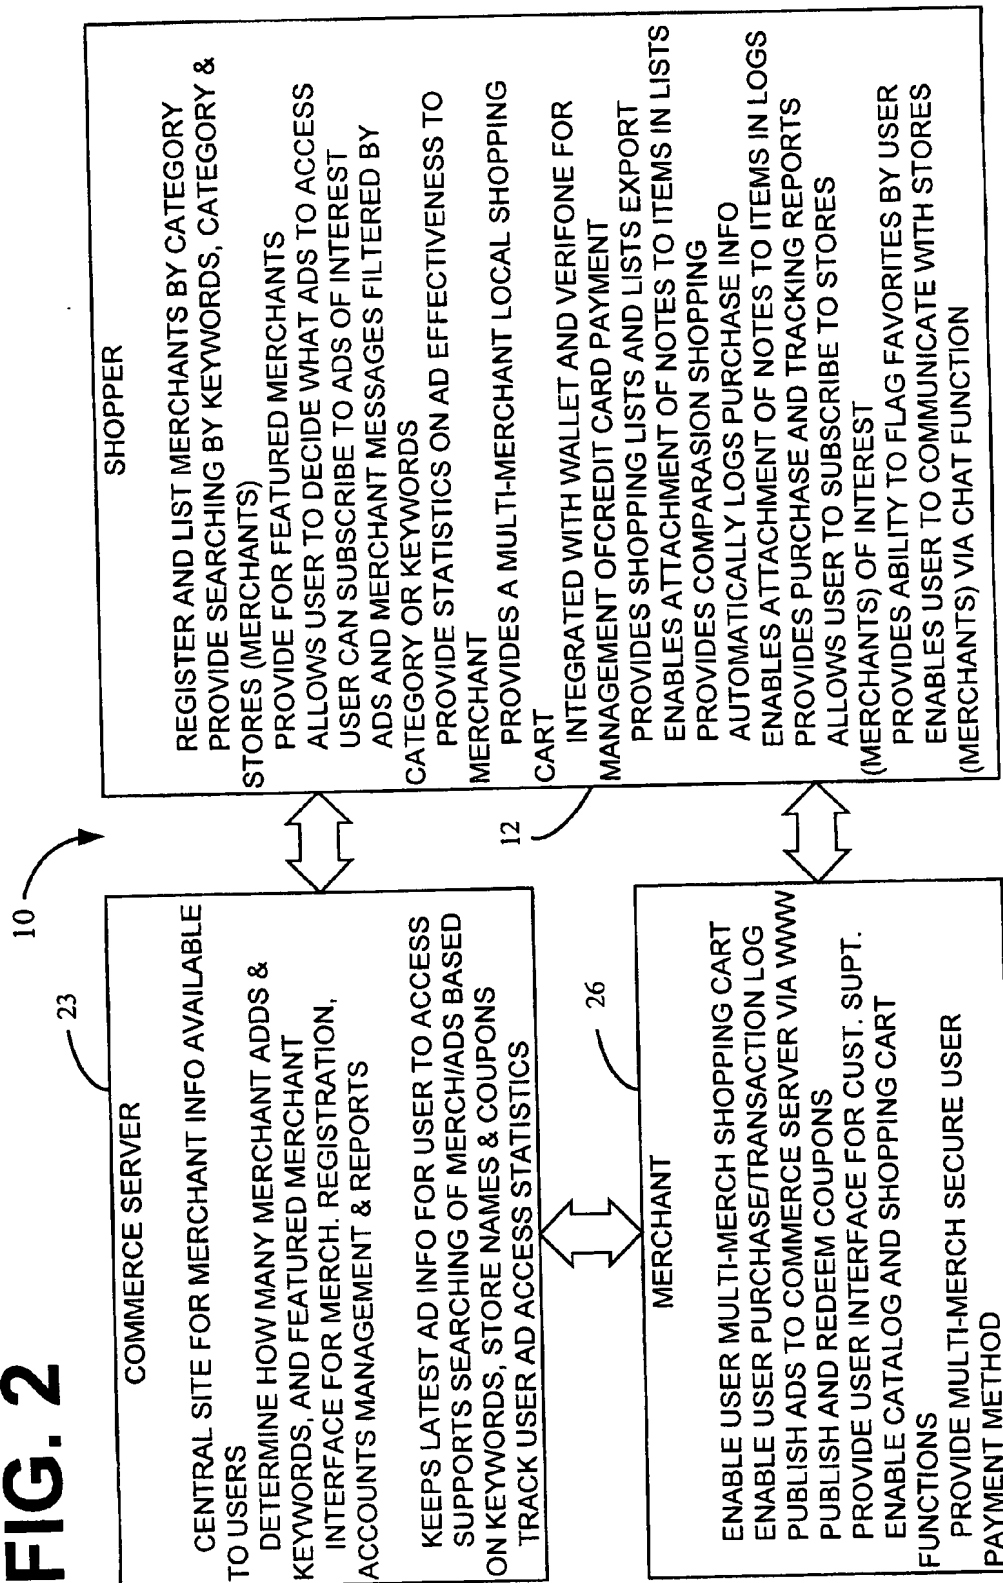 FIG. 2
10
23
COMMERCE SERVER
CENTRAL SITE FOR MERCHANT INFO AVAILABLE
TO USERS
DETERMINE HOW MANY MERCHANT ADDS &
KEYWORDS, AND FEATURED MERCHANT
INTERFACE FOR MERCH. REGISTRATION,
ACCOUNTS MANAGEMENT & REPORTS
KEEPS LATEST AD INFO FOR USER TO ACCESS
SUPPORTS SEARCHING OF MERCH/ADS BASED
ON KEYWORDS, STORE NAMES & COUPONS
TRACK USER AD ACCESS STATISTICS
26
MERCHANT
ENABLE USER MULTI-MERCH SHOPPING CART
ENABLE USER PURCHASE/TRANSACTION LOG
PUBLISH ADS TO COMMERCE SERVER VIA WWW
PUBLISH AND REDEEM COUPONS
PROVIDE USER INTERFACE FOR CUST. SUPT.
ENABLE CATALOG AND SHOPPING CART
FUNCTIONS
PROVIDE MULTI-MERCH SECURE USER
PAYMENT METHOD
12
SHOPPER
REGISTER AND LIST MERCHANTS BY CATEGORY
PROVIDE SEARCHING BY KEYWORDS, CATEGORY &
STORES (MERCHANTS)
PROVIDE FOR FEATURED MERCHANTS
ALLOWS USER TO DECIDE WHAT ADS TO ACCESS
USER CAN SUBSCRIBE TO ADS OF INTEREST
ADS AND MERCHANT MESSAGES FILTERED BY
CATEGORY OR KEYWORDS
PROVIDE STATISTICS ON AD EFFECTIVENESS TO
MERCHANT
PROVIDES A MULTI-MERCHANT LOCAL SHOPPING
CART
INTEGRATED WITH WALLET AND VERIFONE FOR
MANAGEMENT OFCREDIT CARD PAYMENT
PROVIDES SHOPPING LISTS AND LISTS EXPORT
ENABLES ATTACHMENT OF NOTES TO ITEMS IN LISTS
PROVIDES COMPARASION SHOPPING
AUTOMATICALLY LOGS PURCHASE INFO
ENABLES ATTACHMENT OF NOTES TO ITEMS IN LOGS
PROVIDES PURCHASE AND TRACKING REPORTS
ALLOWS USER TO SUBSCRIBE TO STORES
(MERCHANTS) OF INTEREST
PROVIDES ABILITY TO FLAG FAVORITES BY USER
ENABLES USER TO COMMUNICATE WITH STORES
(MERCHANTS) VIA CHAT FUNCTION